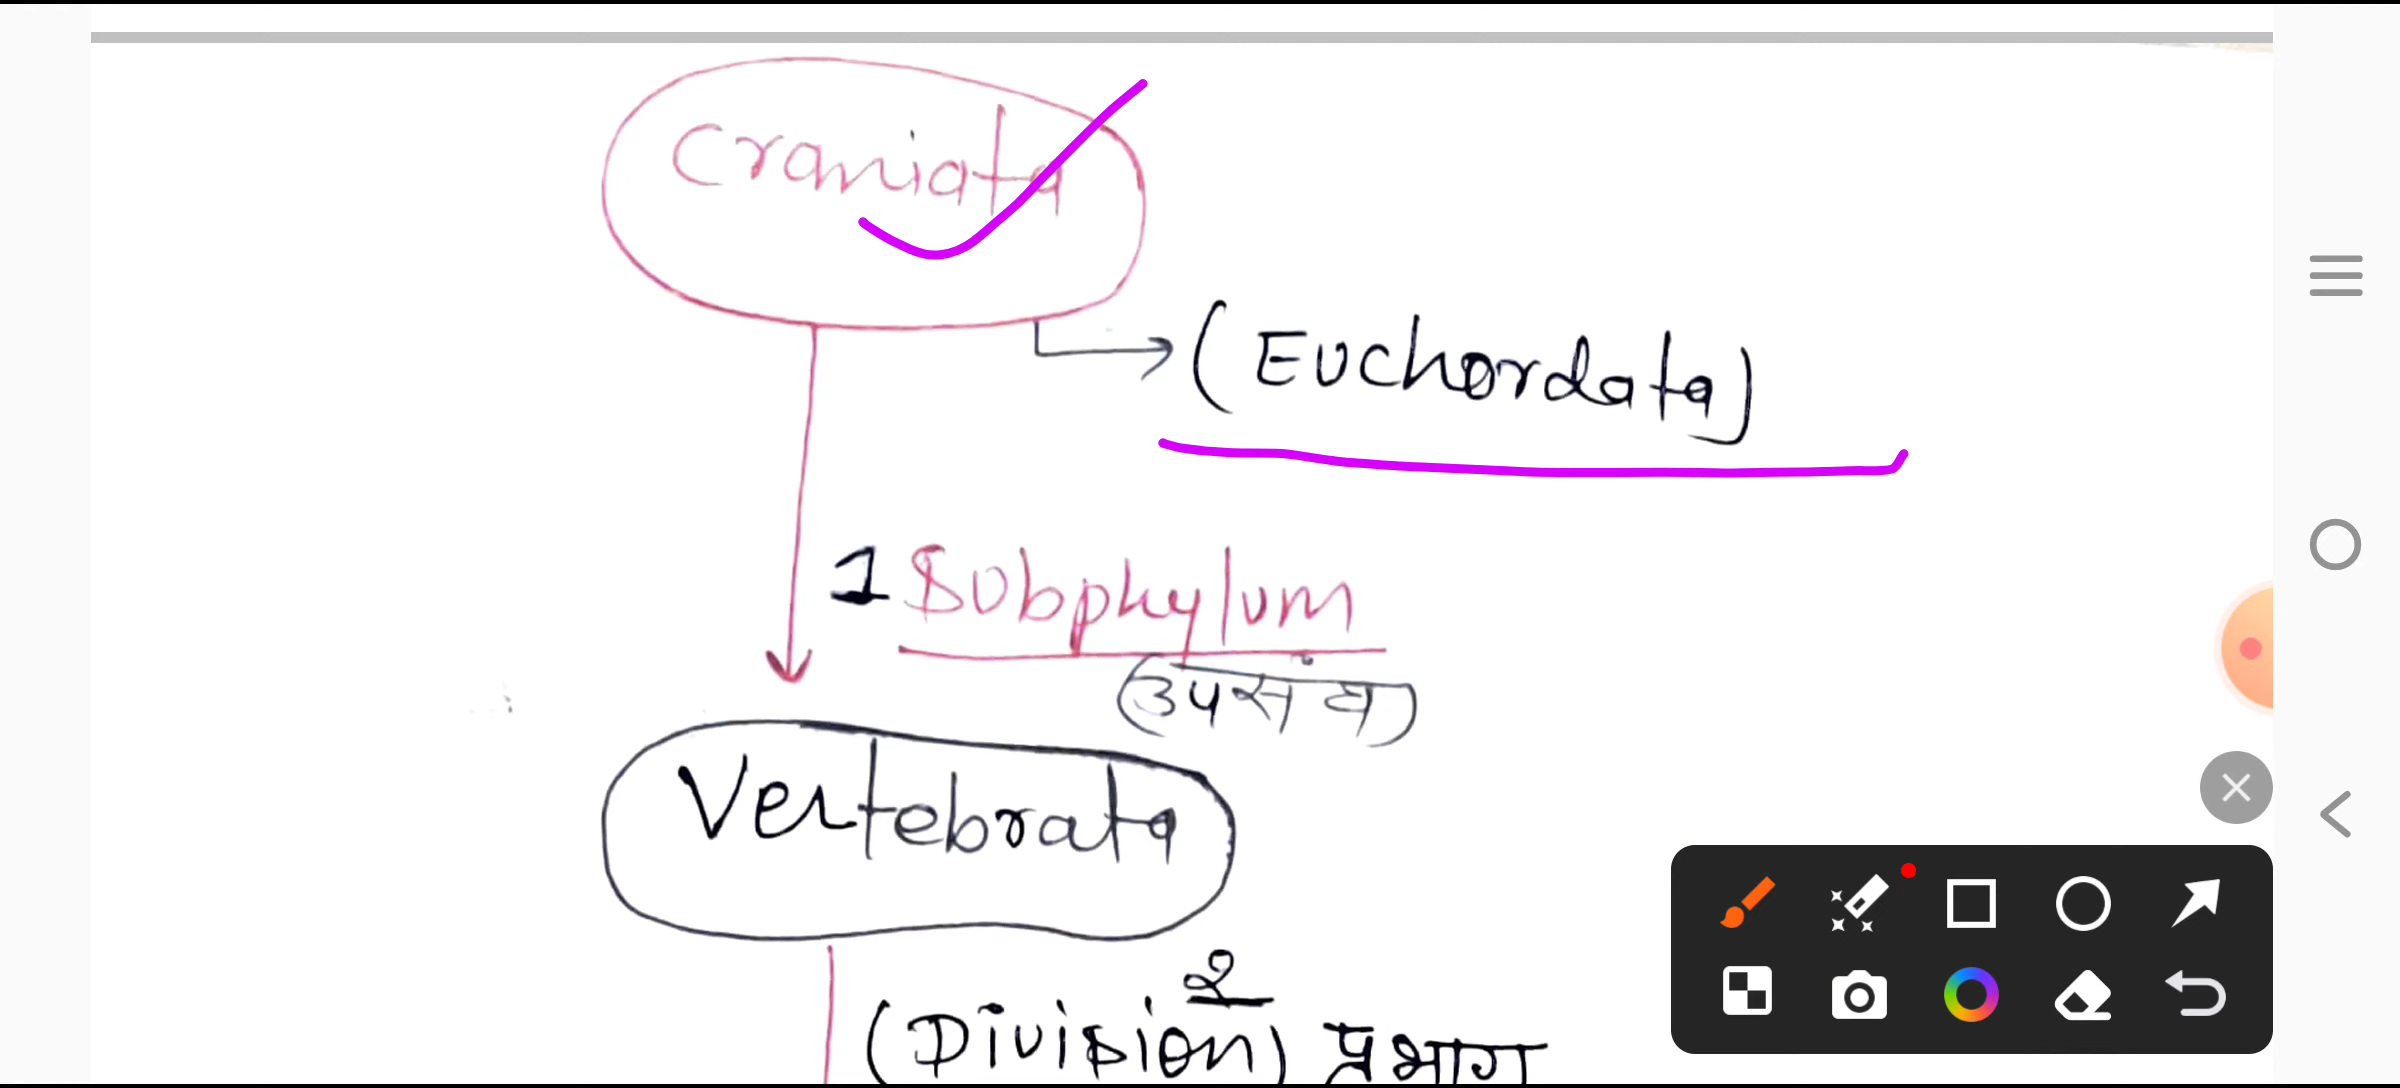 Craniata
(Euchordata)
1 Subphylum
(उपसंघ)
Vertebrata
2
(Division) प्रभाग